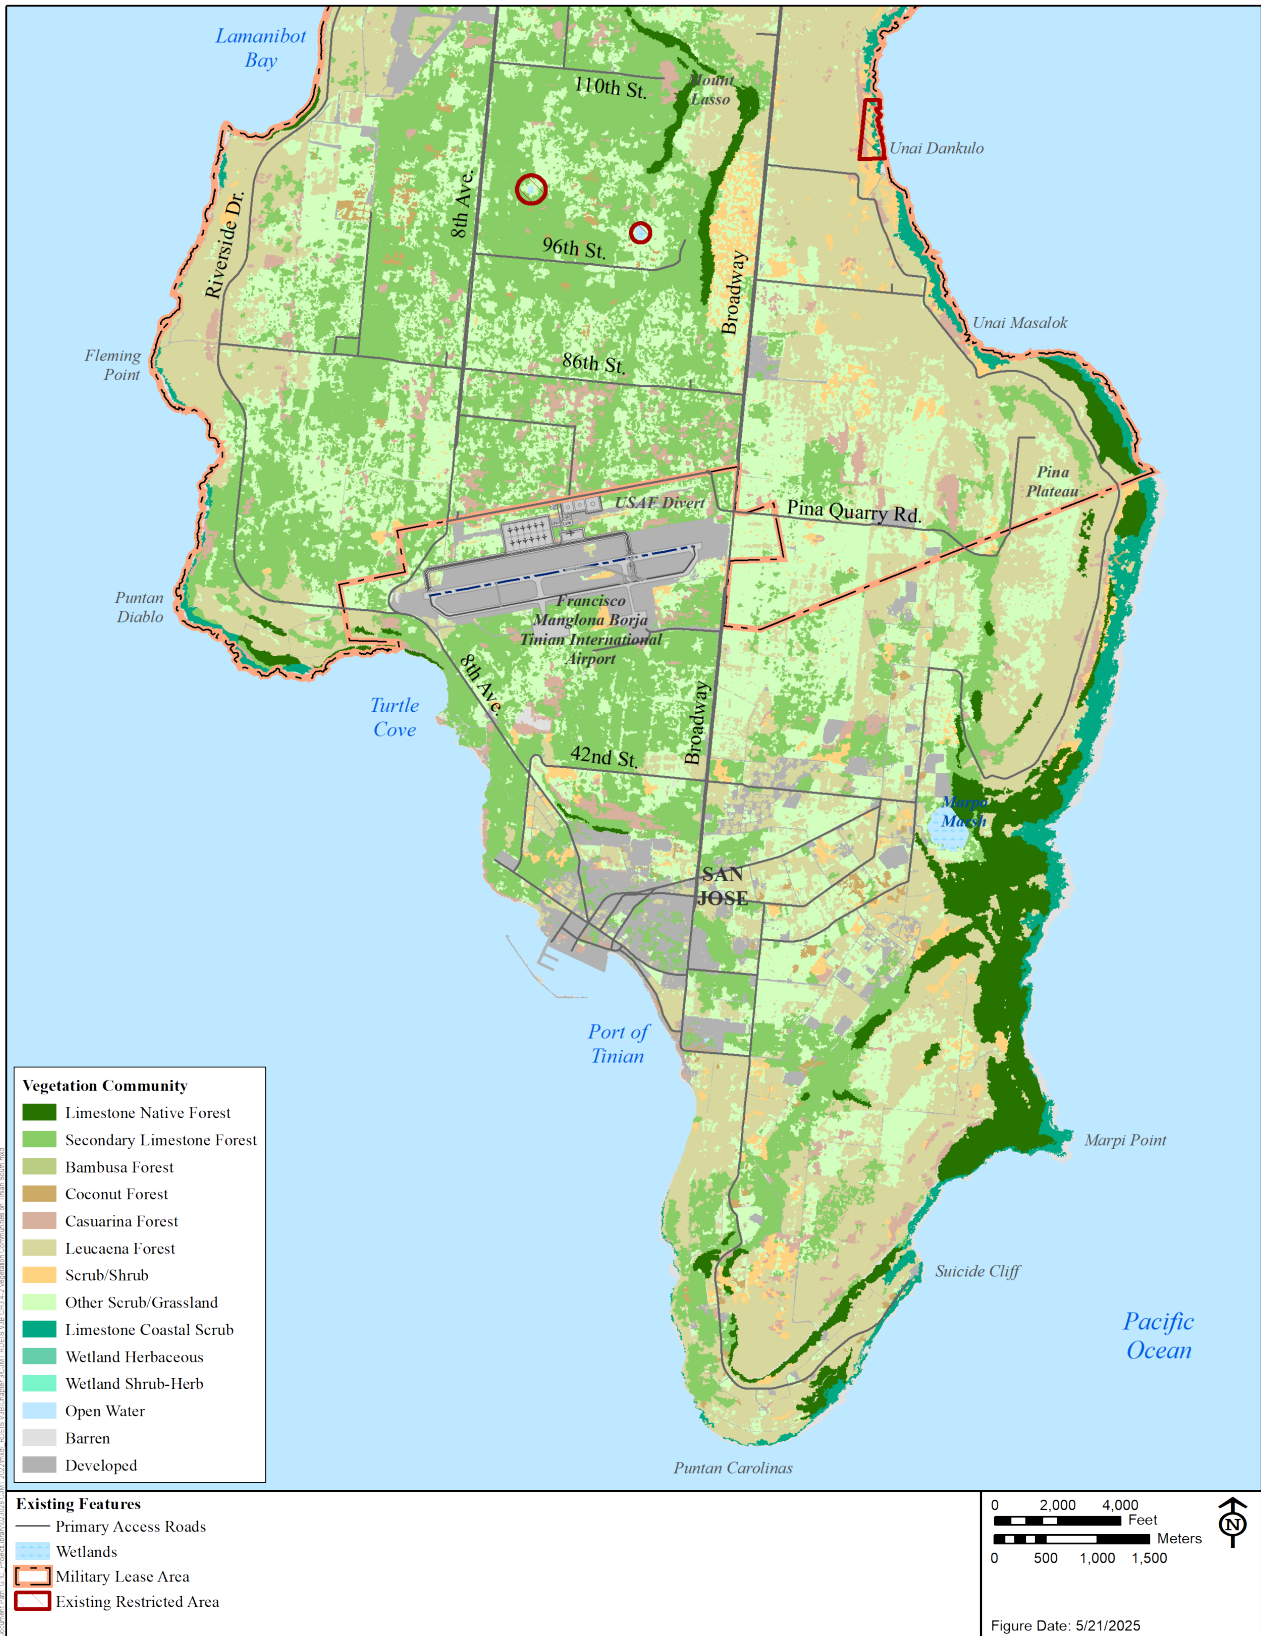 Lamanibot
Bay
110th St.
Mount
Lasso
Unai Dankulo
Riverside Dr.
8th Ave.
96th St.
Broadway
Unai Masalok
Fleming
Point
86th St.
Pina
Plateau
USAF Divert
Pina Quarry Rd.
Puntan
Diablo
Francisco
Manglona Borja
Tinian International
Airport
8th Ave.
Turtle
Cove
Broadway
42nd St.
Marpo
Marsh
SAN
JOSE
Port of
Tinian
Marpi Point
Suicide Cliff
Pacific
Ocean
Puntan Carolinas
Vegetation Community
Limestone Native Forest
Secondary Limestone Forest
Bambusa Forest
Coconut Forest
Casuarina Forest
Leucaena Forest
Scrub/Shrub
Other Scrub/Grassland
Limestone Coastal Scrub
Wetland Herbaceous
Wetland Shrub-Herb
Open Water
Barren
Developed
Existing Features
Primary Access Roads
Wetlands
Military Lease Area
Existing Restricted Area
0 2,000 4,000
Feet
Meters
0 500 1,000 1,500
N
Figure Date: 5/21/2025